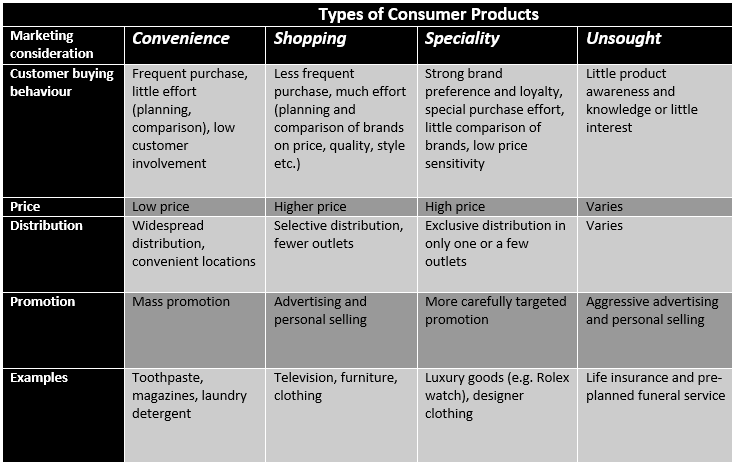 Types of Consumer Products
Marketing
consideration
Convenience
Shopping
Speciality
Unsought
Customer buying
behaviour
Frequent purchase,
little effort
(planning,
comparison), low
customer
involvement
Less frequent
purchase, much effort
(planning and
comparison of brands
on price, quality, style
etc.)
Strong brand
preference and loyalty,
special purchase effort,
little comparison of
brands, low price
sensitivity
Little product
awareness and
knowledge or little
interest
Price
Low price
Higher price
High price
Varies
Distribution
Widespread
distribution,
convenient locations
Selective distribution,
fewer outlets
Exclusive distribution in
only one or a few
outlets
Varies
Promotion
Mass promotion
Advertising and
personal selling
More carefully targeted
promotion
Aggressive advertising
and personal selling
Examples
Toothpaste,
magazines, laundry
detergent
Television, furniture,
clothing
Luxury goods (e.g. Rolex
watch), designer
clothing
Life insurance and pre-
planned funeral service